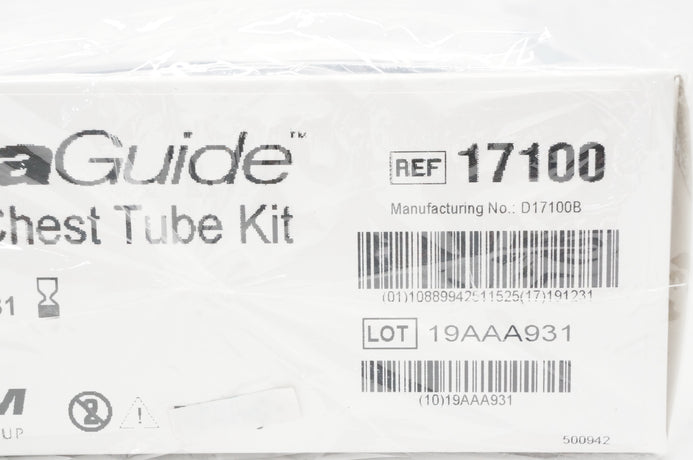 aGuide™
Chest Tube Kit
31
M
UP
REF 17100
Manufacturing No.: D17100B
(01)10889942511525(17)191231
LOT 19AAA931
(10)19AAA931
500942